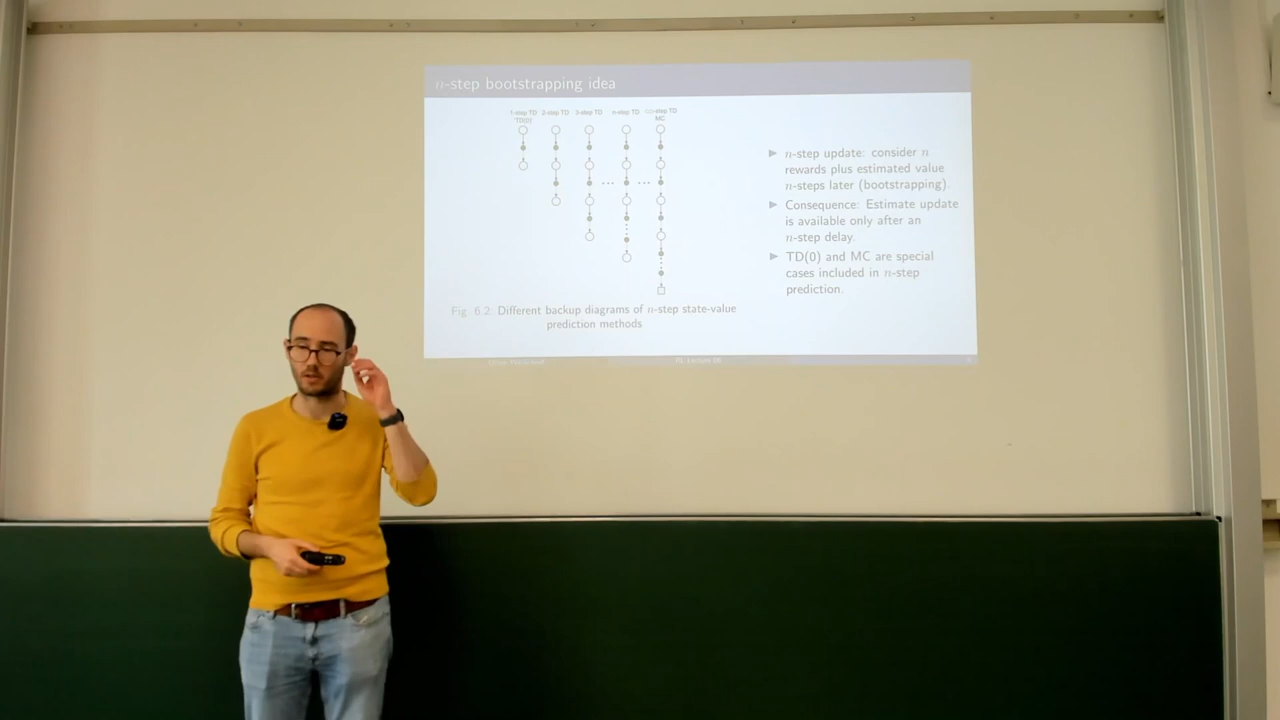 n-step bootstrapping idea
1-step TD 2-step TD 3-step TD n-step TD ∞-step TD
TD(0) MC
n-step update: consider n
rewards plus estimated value
n-steps later (bootstrapping).
Consequence: Estimate update
is available only after an
n-step delay.
TD(0) and MC are special
cases included in n-step
prediction.
Fig. 6.2: Different backup diagrams of n-step state-value
prediction methods
RL Lecture 06